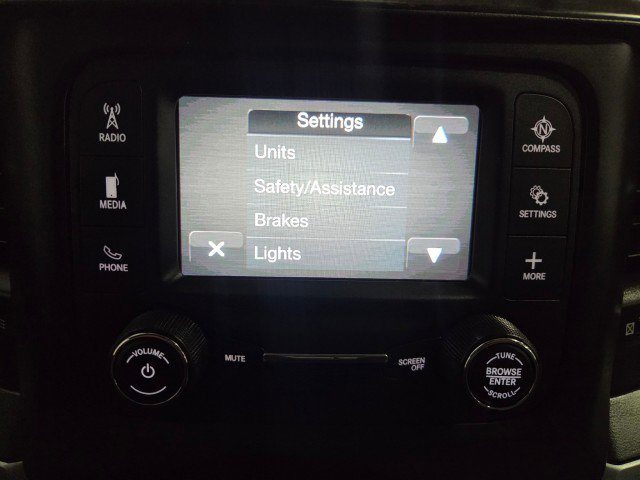 RADIO
MEDIA
PHONE
Settings
Units
Safety/Assistance
Brakes
Lights
N
COMPASS
SETTINGS
MORE
VOLUME
MUTE
SCREEN
OFF
TUNE
BROWSE
ENTER
SCROLL